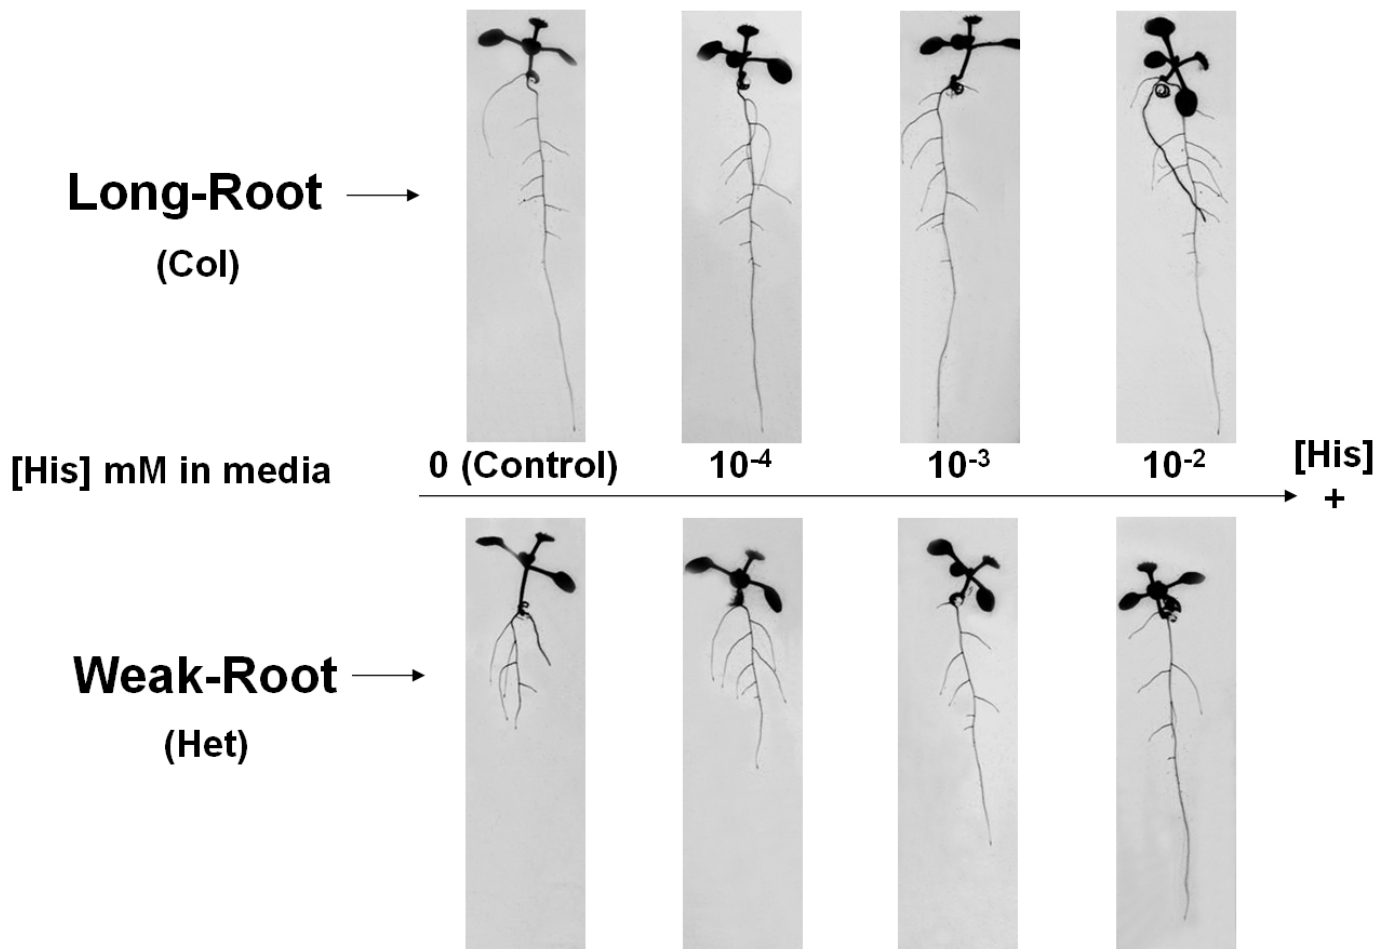 Long-Root
(Col)
[His] mM in media
0 (Control)
10⁻⁴
10⁻³
10⁻²
[His]
+
Weak-Root
(Het)